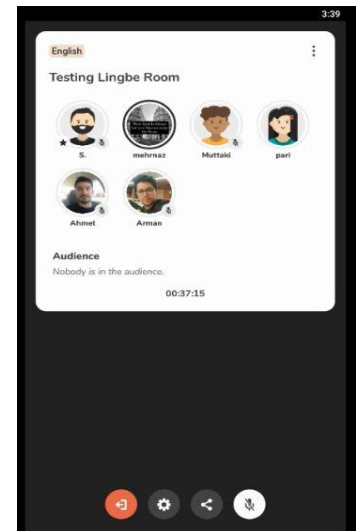 3:39
English
Testing Lingbe Room
S. mehrnaz Muttaki pari
Ahmet Arman
Audience
Nobody is in the audience.
00:37:15